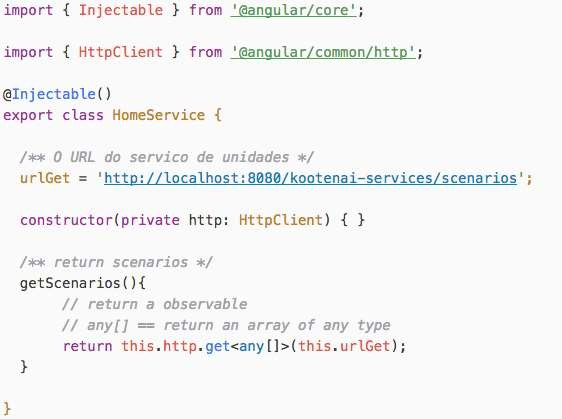 import { Injectable } from '@angular/core';
import { HttpClient } from '@angular/common/http';
@Injectable()
export class HomeService {
/** O URL do servico de unidades */
urlGet = 'http://localhost:8080/kootenai-services/scenarios';
constructor(private http: HttpClient) { }
/** return scenarios */
getScenarios(){
// return a observable
// any[] == return an array of any type
return this.http.get<any[]>(this.urlGet);
}
}